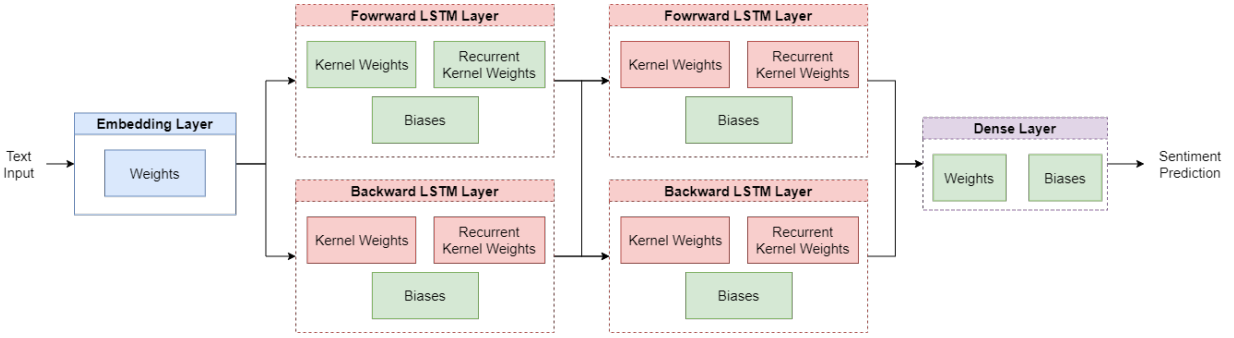 Text
Input
Embedding Layer
Weights
Fowrward LSTM Layer
Kernel Weights
Recurrent
Kernel Weights
Biases
Backward LSTM Layer
Kernel Weights
Recurrent
Kernel Weights
Biases
Fowrward LSTM Layer
Kernel Weights
Recurrent
Kernel Weights
Biases
Backward LSTM Layer
Kernel Weights
Recurrent
Kernel Weights
Biases
Dense Layer
Weights
Biases
Sentiment
Prediction